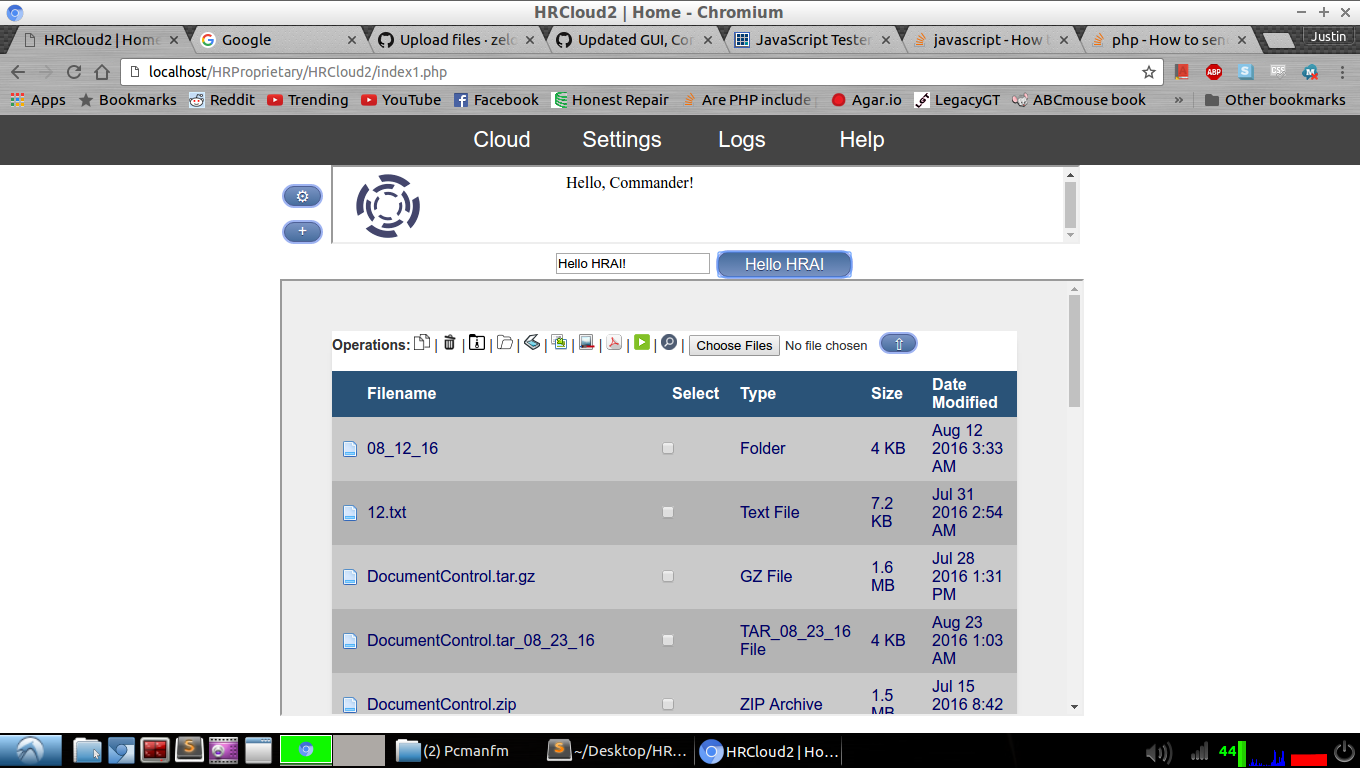 HRCloud2 | Home - Chromium
HRCloud2 | Hom
Google
Upload files · zelo
Updated GUI, Cor
JavaScript Tester
javascript - How t
php - How to sen
Justin
localhost/HRProprietary/HRCloud2/index1.php
ABP
Apps
Bookmarks
Reddit
Trending
YouTube
Facebook
Honest Repair
Are PHP include
Agar.io
LegacyGT
ABCmouse book
»
Other bookmarks
Cloud Settings Logs Help
Hello, Commander!
+
Hello HRAI!
Hello HRAI
Operations: | | | | | | | | | | Choose Files No file chosen
Filename Select Type Size Date
Modified
08_12_16 Folder 4 KB Aug 12
2016 3:33
AM
12.txt Text File 7.2
KB Jul 31
2016 2:54
AM
DocumentControl.tar.gz GZ File 1.6
MB Jul 28
2016 1:31
PM
DocumentControl.tar_08_23_16 TAR_08_23_16
File 4 KB Aug 23
2016 1:03
AM
DocumentControl.zip ZIP Archive 1.5
MB Jul 15
2016 8:42
(2) Pcmanfm
~/Desktop/HR...
HRCloud2 | Ho...
44